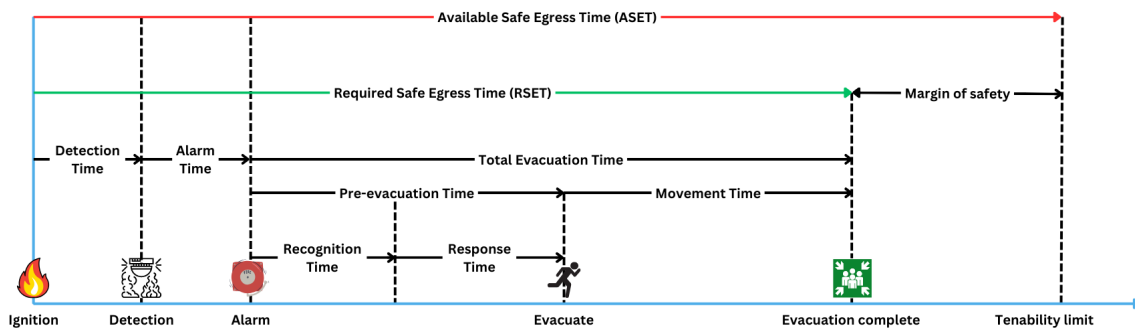 Available Safe Egress Time (ASET)
Required Safe Egress Time (RSET)
Margin of safety
Detection
Time
Alarm
Time
Total Evacuation Time
Pre-evacuation Time
Movement Time
Recognition
Time
Response
Time
Ignition
Detection
Alarm
Evacuate
Evacuation complete
Tenability limit